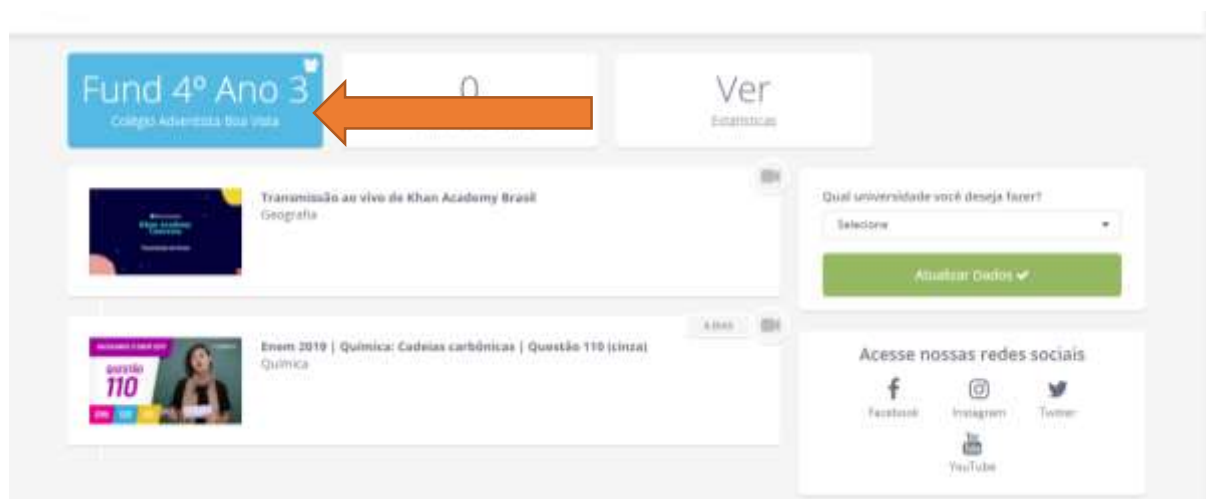 Fund 4º Ano 3
Colégio Adventista Boa Vista
0
Ver
Estatísticas
Transmissão ao vivo de Khan Academy Brasil
Geografia
Qual universidade você deseja fazer?
Selecione
Atualizar Dados
Enem 2019 | Química: Cadeias carbônicas | Questão 110 (cinza)
Química
QUESTÃO
110
Acesse nossas redes sociais
Facebook
Instagram
Twitter
YouTube